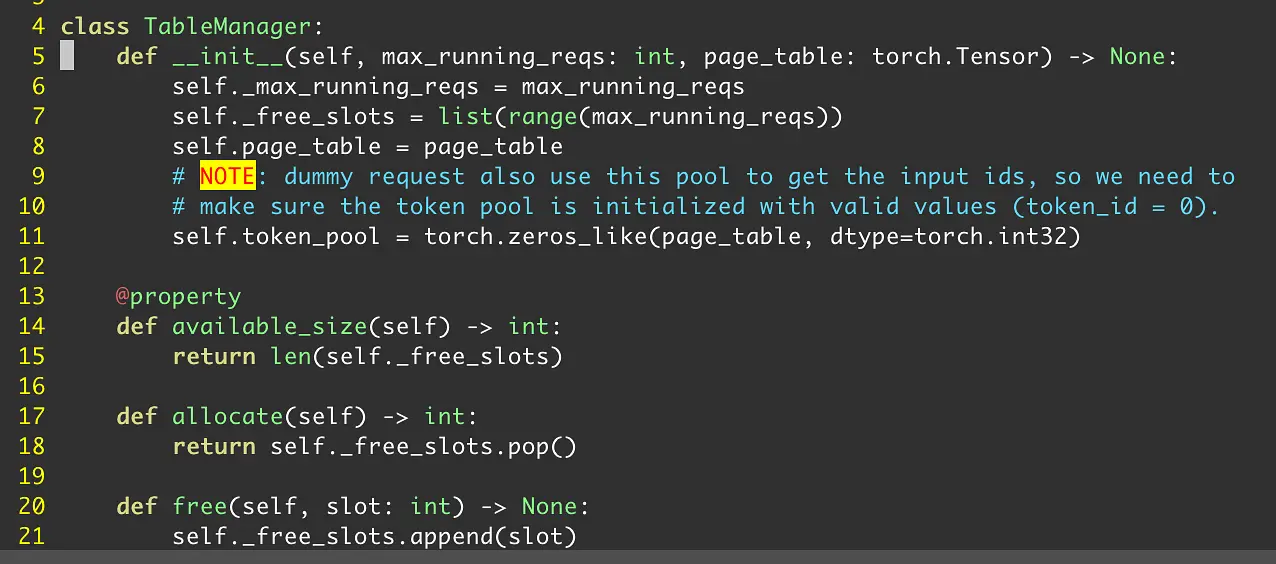 4 class TableManager:
5     def __init__(self, max_running_reqs: int, page_table: torch.Tensor) -> None:
6         self._max_running_reqs = max_running_reqs
7         self._free_slots = list(range(max_running_reqs))
8         self.page_table = page_table
9         # NOTE: dummy request also use this pool to get the input ids, so we need to
10         # make sure the token pool is initialized with valid values (token_id = 0).
11         self.token_pool = torch.zeros_like(page_table, dtype=torch.int32)
12
13     @property
14     def available_size(self) -> int:
15         return len(self._free_slots)
16
17     def allocate(self) -> int:
18         return self._free_slots.pop()
19
20     def free(self, slot: int) -> None:
21         self._free_slots.append(slot)